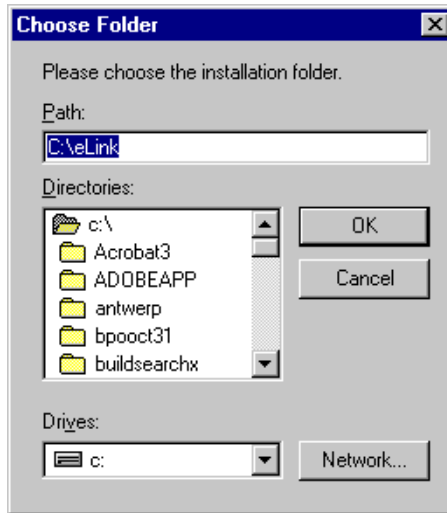 Choose Folder
Please choose the installation folder.
Path:
C:\eLink
Directories:
c:\
Acrobat3
ADOBEAPP
antwerp
bpooct31
buildsearchx
OK
Cancel
Drives:
c:
Network...